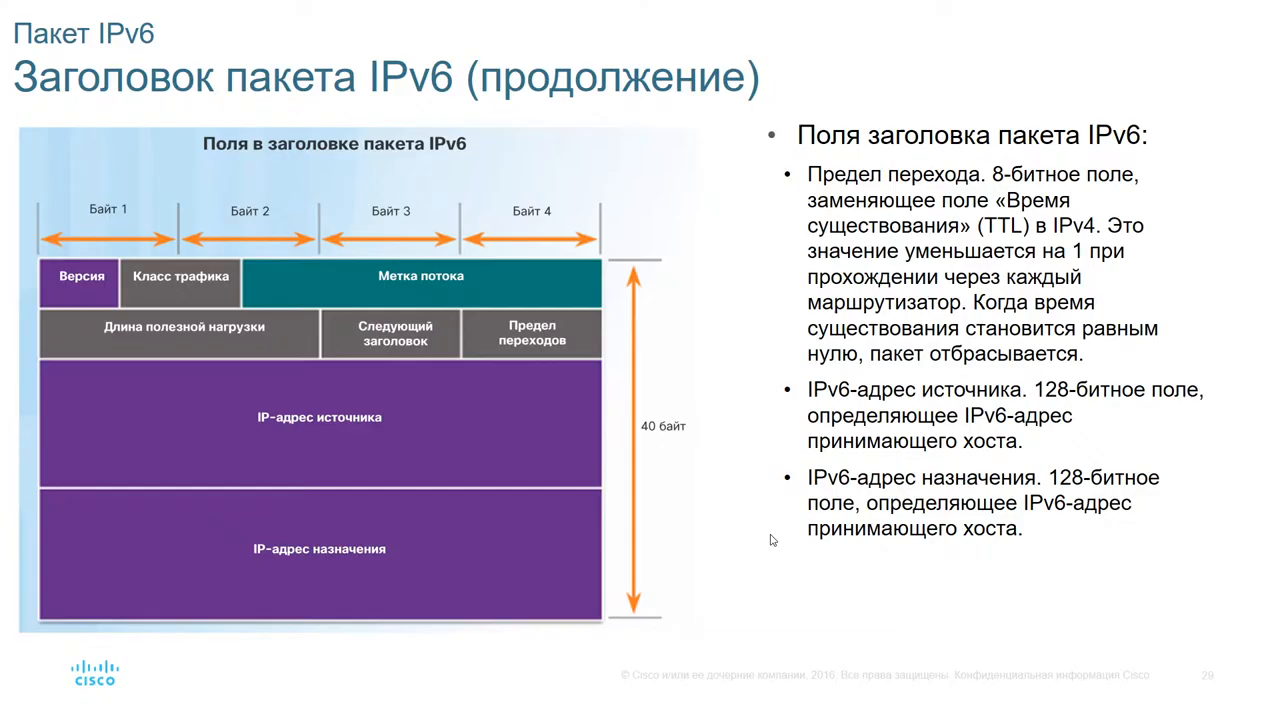 Пакет IPv6
Заголовок пакета IPv6 (продолжение)
Поля в заголовке пакета IPv6
Байт 1
Байт 2
Байт 3
Байт 4
Версия
Класс трафика
Метка потока
Длина полезной нагрузки
Следующий
заголовок
Предел
переходов
IP-адрес источника
40 байт
IP-адрес назначения
• Поля заголовка пакета IPv6:
• Предел перехода. 8-битное поле,
заменяющее поле «Время
существования» (TTL) в IPv4. Это
значение уменьшается на 1 при
прохождении через каждый
маршрутизатор. Когда время
существования становится равным
нулю, пакет отбрасывается.
• IPv6-адрес источника. 128-битное поле,
определяющее IPv6-адрес
принимающего хоста.
• IPv6-адрес назначения. 128-битное
поле, определяющее IPv6-адрес
принимающего хоста.
CISCO
© Cisco и/или ее дочерние компании, 2016. Все права защищены. Конфиденциальная информация Cisco
29